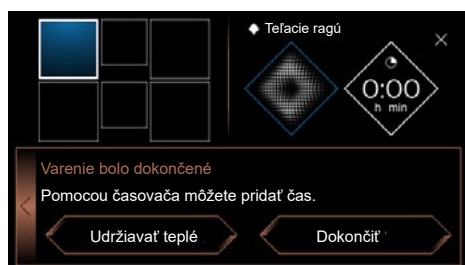 Teľacie ragú
0:00
h min
Varenie bolo dokončené
Pomocou časovača môžete pridať čas.
Udržiavať teplé
Dokončiť